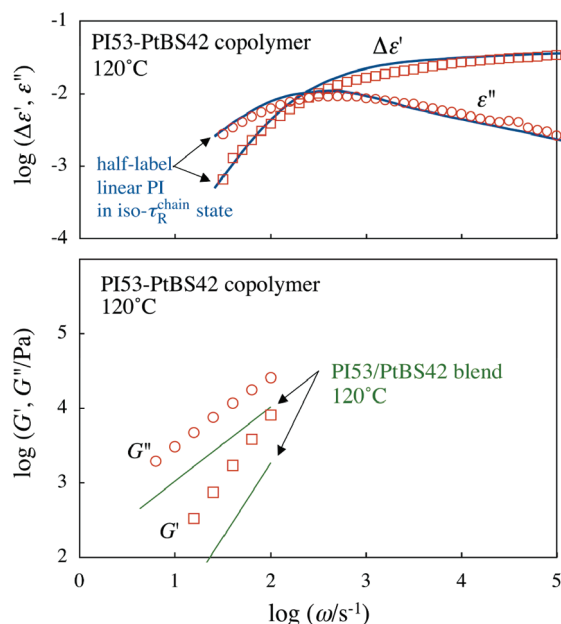 -1
PI53-PtBS42 copolymer
120˚C
Δε'
-2
ε"
log (Δε', ε")
half-label
linear PI
in iso-τ_R^chain state
-3
-4
PI53-PtBS42 copolymer
120˚C
5
PI53/PtBS42 blend
120˚C
log (G', G"/Pa)
4
G"
3
G'
2
0 1 2 3 4 5
log (ω/s⁻¹)